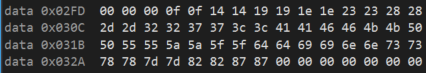 data 0x02FD    00 00 00 0f 0f 14 14 19 19 1e 1e 23 23 28 28
data 0x030C    2d 2d 32 32 37 37 3c 3c 41 41 46 46 4b 4b 50
data 0x031B    50 55 55 5a 5a 5f 5f 64 64 69 69 6e 6e 73 73
data 0x032A    78 78 7d 7d 82 82 87 87 00 00 00 00 00 00 00